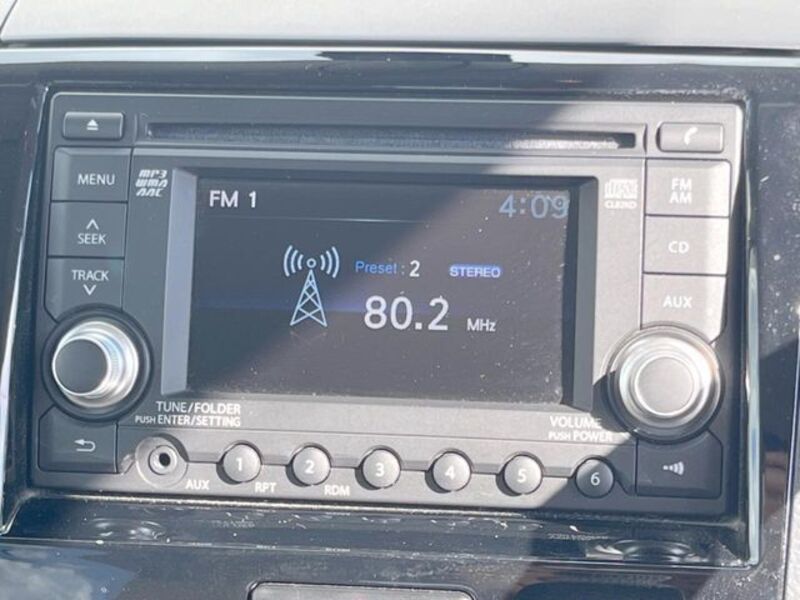 MENU
MP3
WMA
AAC
FM 1
4:09
FM
AM
SEEK
CD
TRACK
Preset : 2
STEREO
80.2 MHz
AUX
TUNE/FOLDER
PUSH ENTER/SETTING
VOLUME
PUSH POWER
1
2
3
4
5
6
AUX
RPT
RDM